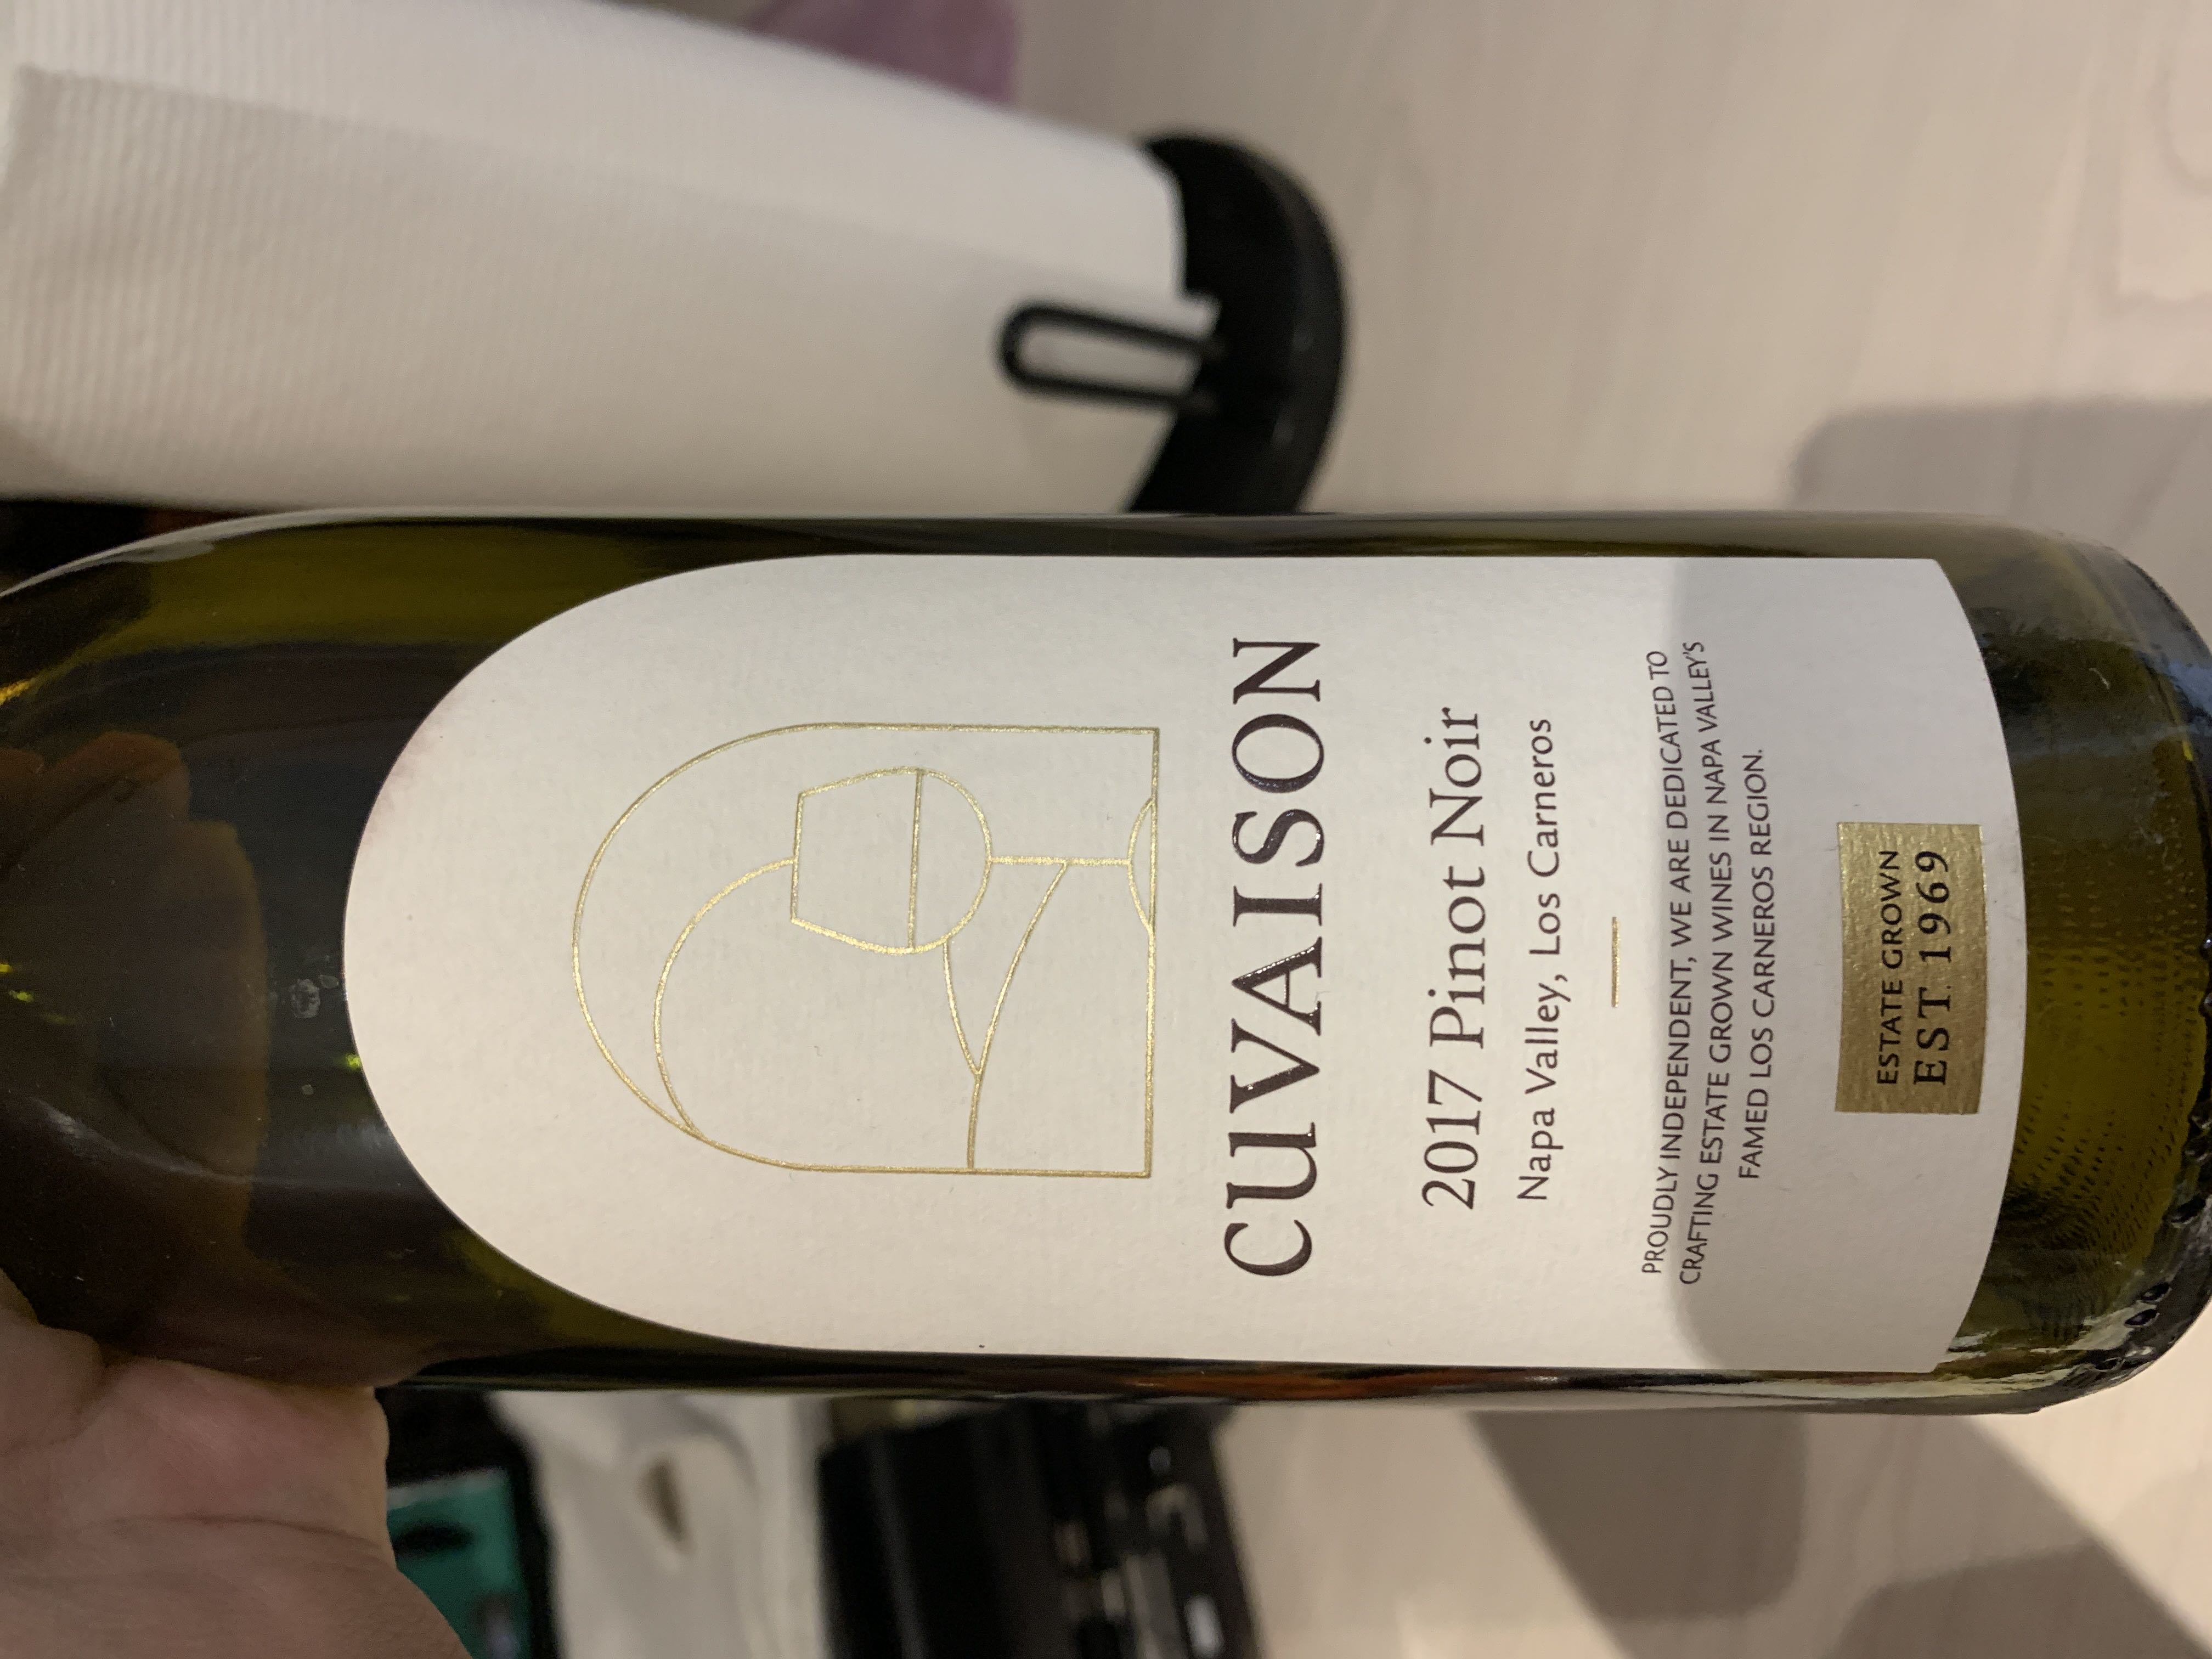 CUVAISON
2017 Pinot Noir
Napa Valley, Los Carneros
PROUDLY INDEPENDENT, WE ARE DEDICATED TO
CRAFTING ESTATE GROWN WINES IN NAPA VALLEY'S
FAMED LOS CARNEROS REGION.
ESTATE GROWN
EST. 1969